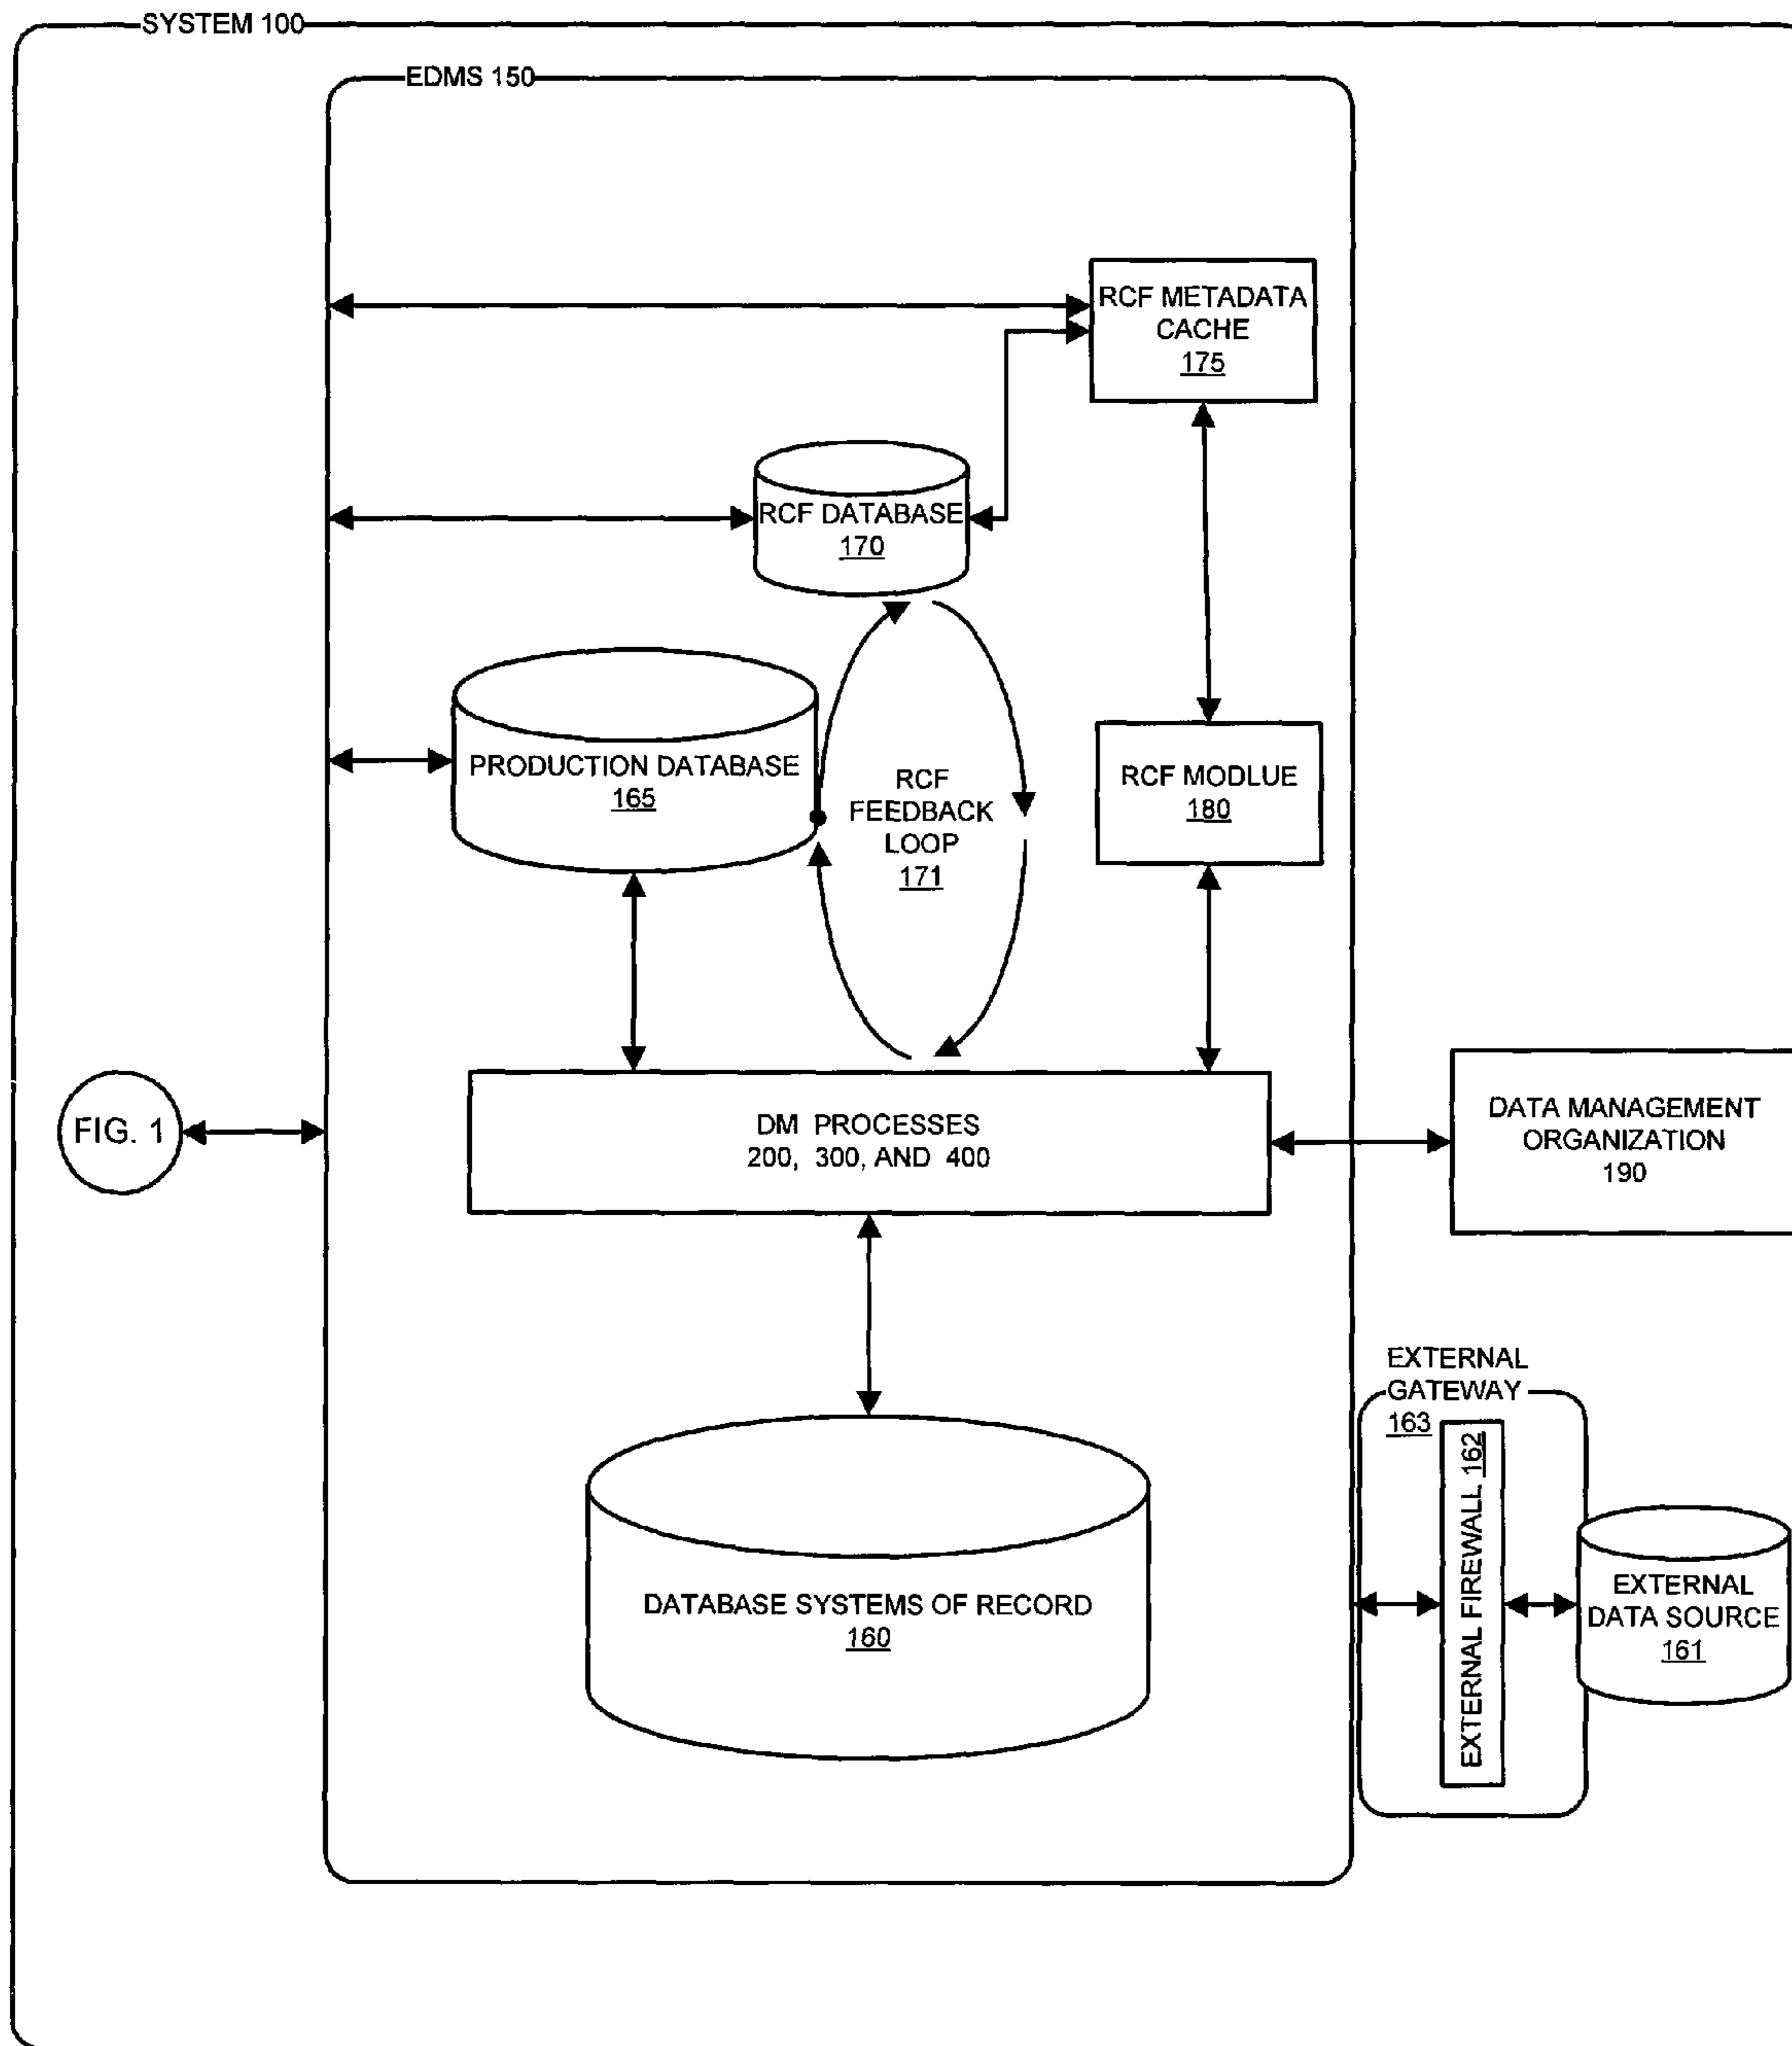 SYSTEM 100
EDMS 150
RCF METADATA
CACHE
175
RCF DATABASE
170
PRODUCTION DATABASE
165
RCF
FEEDBACK
LOOP
171
RCF MODLUE
180
FIG. 1
DM PROCESSES
200, 300, AND 400
DATA MANAGEMENT
ORGANIZATION
190
EXTERNAL
GATEWAY
163
EXTERNAL FIREWALL 162
EXTERNAL
DATA SOURCE
161
DATABASE SYSTEMS OF RECORD
160